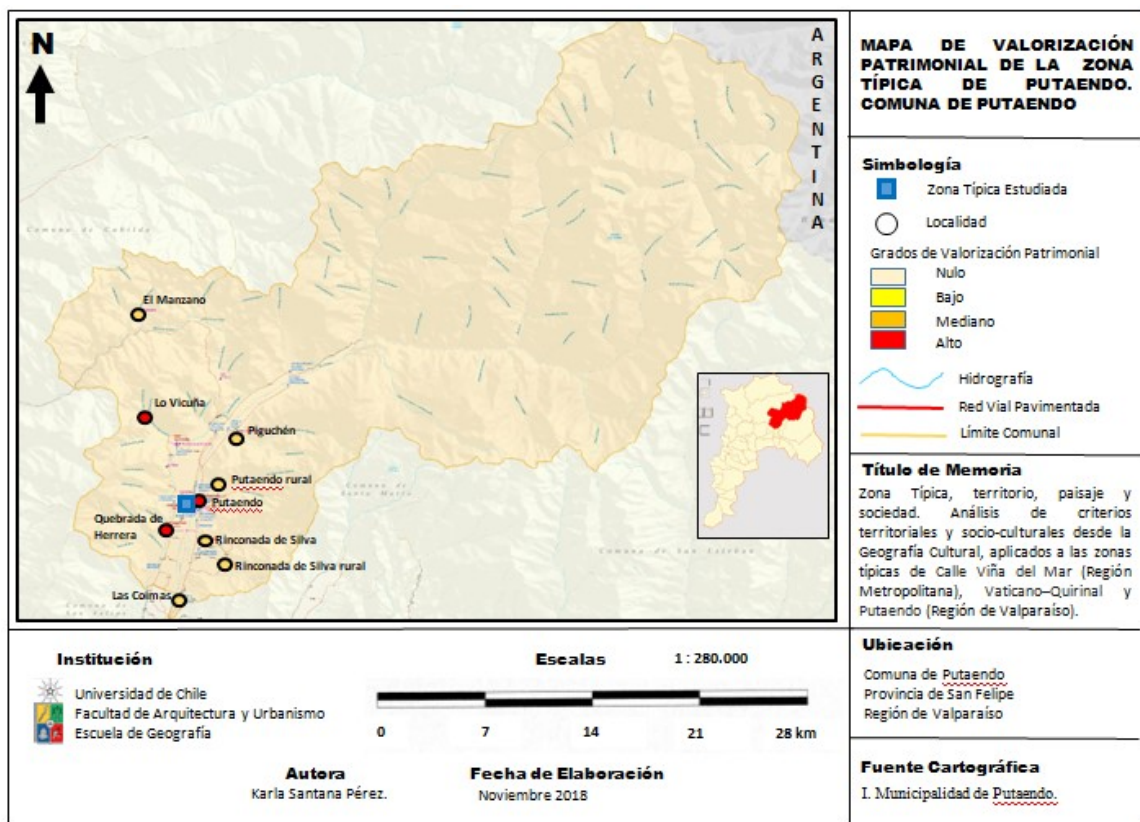 N
ARGENTINA
El Manzano
Lo Vicuña
Piguchén
Putaendo rural
Putaendo
Quebrada de
Herrera
Rinconada de Silva
Rinconada de Silva rural
Las Coimas
MAPA DE VALORIZACIÓN
PATRIMONIAL DE LA ZONA
TÍPICA DE PUTAENDO.
COMUNA DE PUTAENDO
Simbología
Zona Típica Estudiada
Localidad
Grados de Valorización Patrimonial
Nulo
Bajo
Mediano
Alto
Hidrografía
Red Vial Pavimentada
Límite Comunal
Título de Memoria
Zona Típica, territorio, paisaje y
sociedad. Análisis de criterios
territoriales y socio-culturales desde la
Geografía Cultural, aplicados a las zonas
típicas de Calle Viña del Mar (Región
Metropolitana), Vaticano–Quirinal y
Putaendo (Región de Valparaíso).
Ubicación
Comuna de Putaendo
Provincia de San Felipe
Región de Valparaíso
Fuente Cartográfica
I. Municipalidad de Putaendo.
Institución
Universidad de Chile
Facultad de Arquitectura y Urbanismo
Escuela de Geografía
Escalas 1 : 280.000
0 7 14 21 28 km
Autora
Karla Santana Pérez.
Fecha de Elaboración
Noviembre 2018